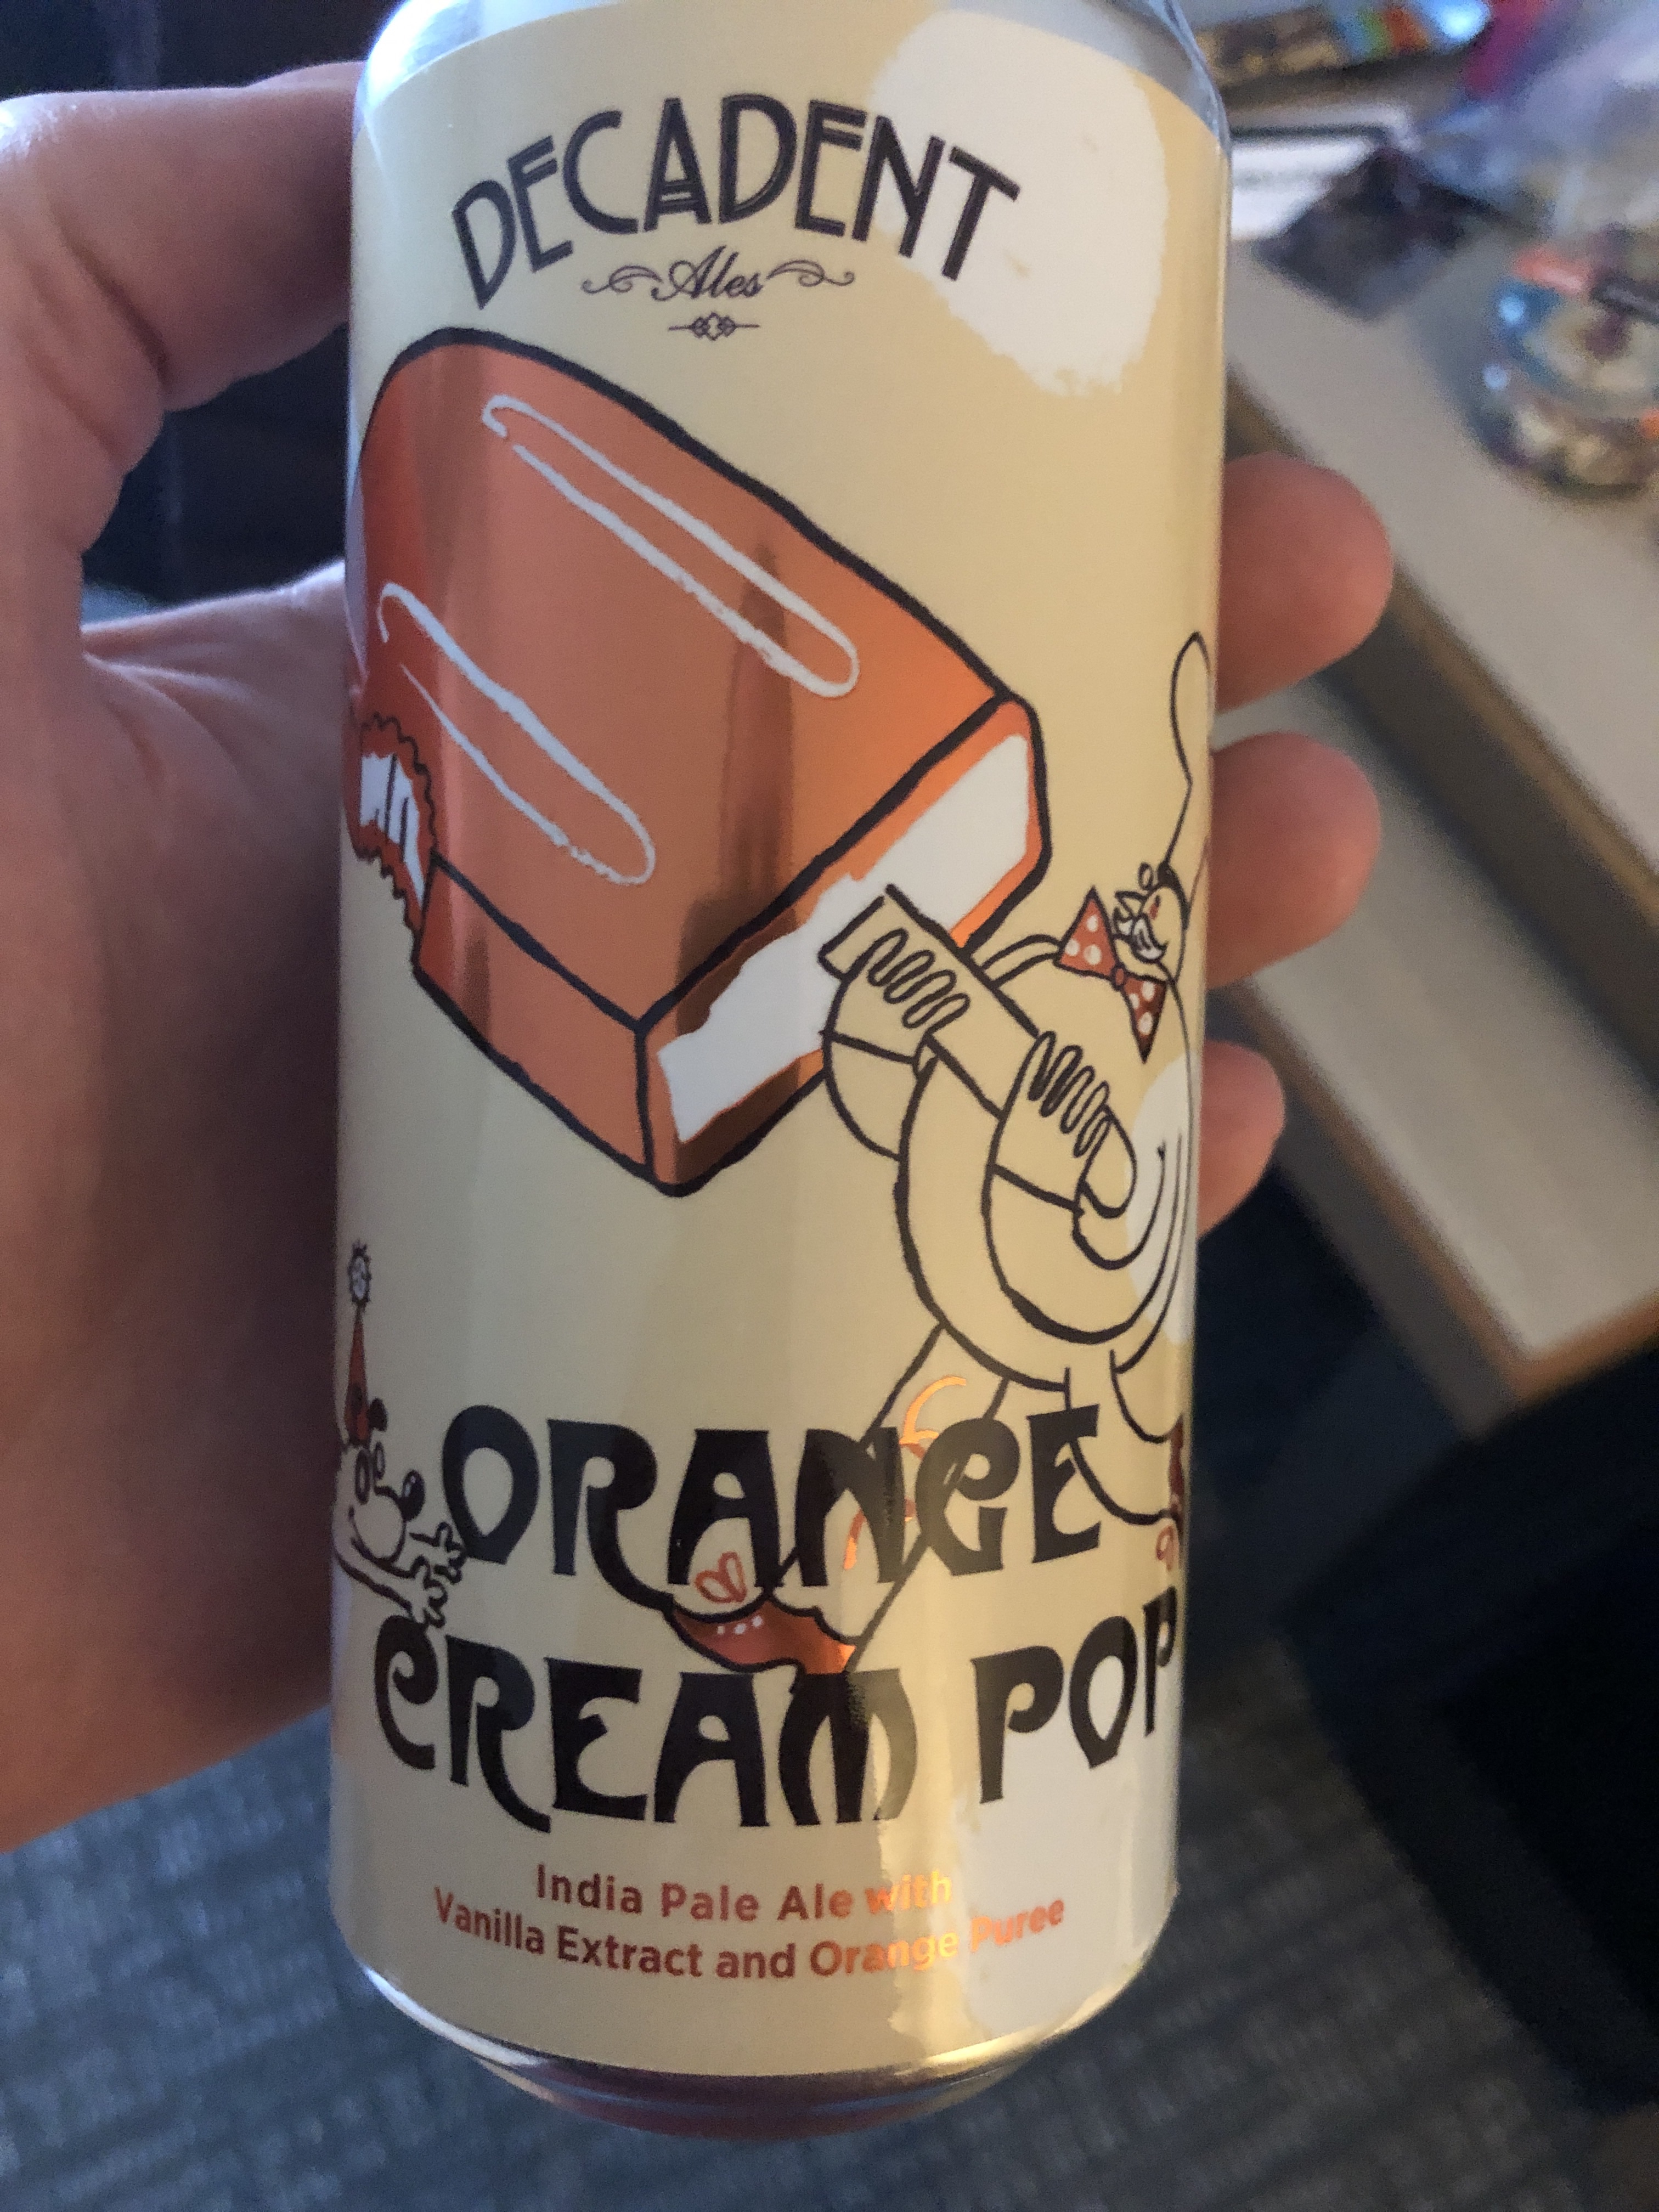 DECADENT
Ales
ORANGE
CREAM POP
India Pale Ale with
Vanilla Extract and Orange Puree